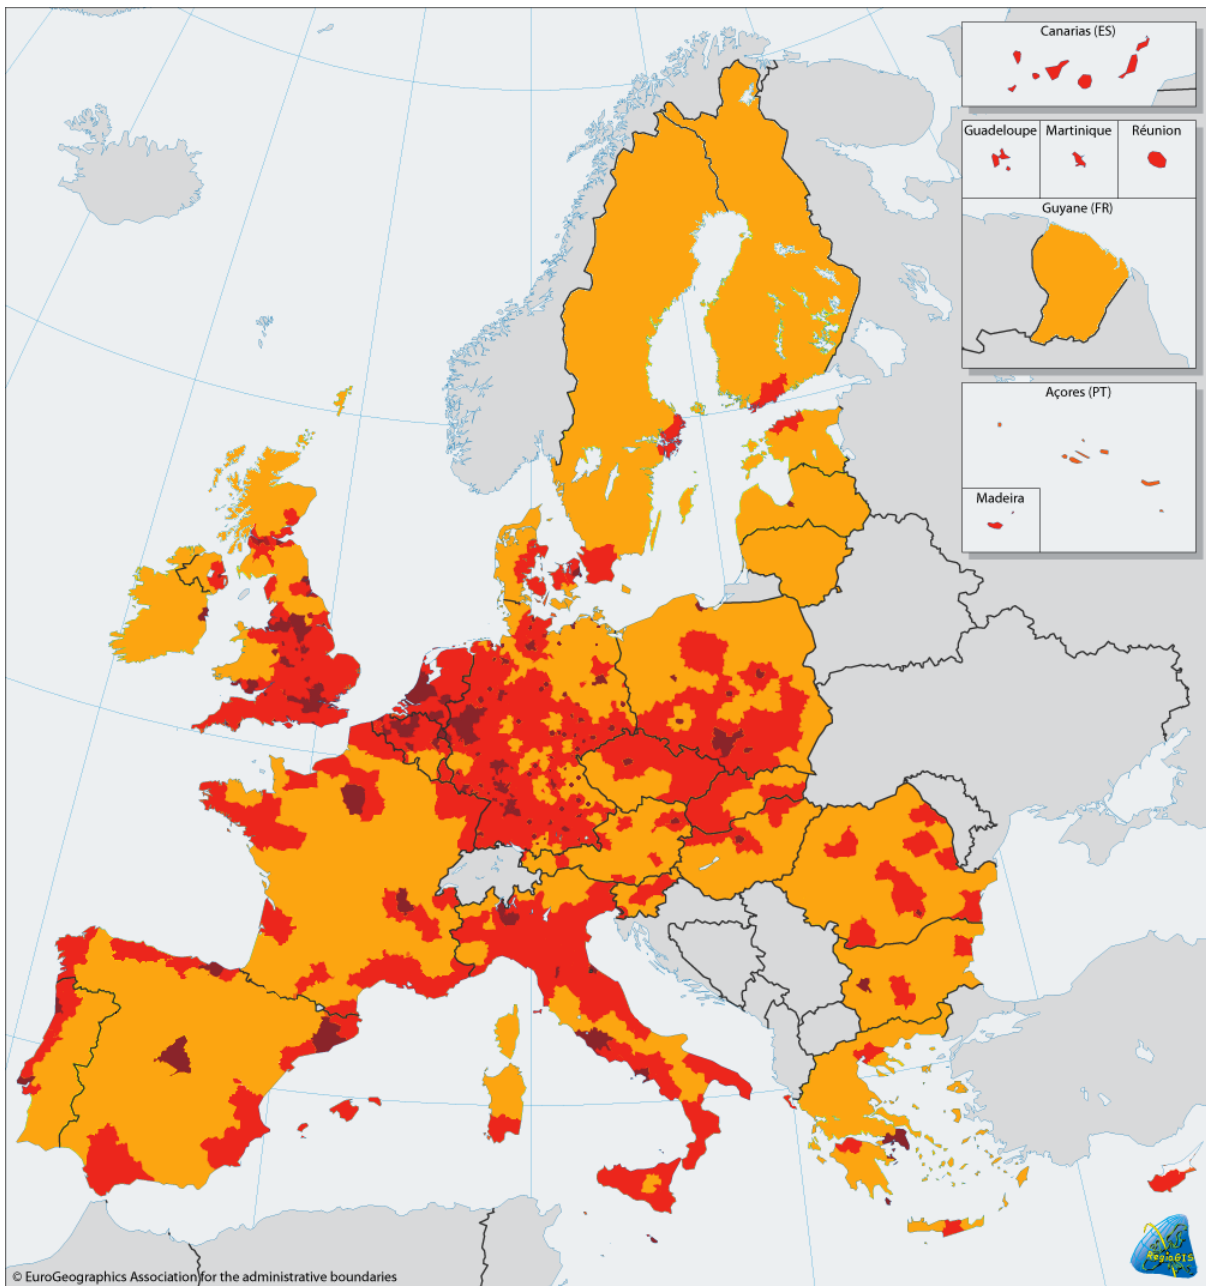 Canarias (ES)
Guadeloupe
Martinique
Réunion
Guyane (FR)
Açores (PT)
Madeira
RegioGIS
© EuroGeographics Association for the administrative boundaries